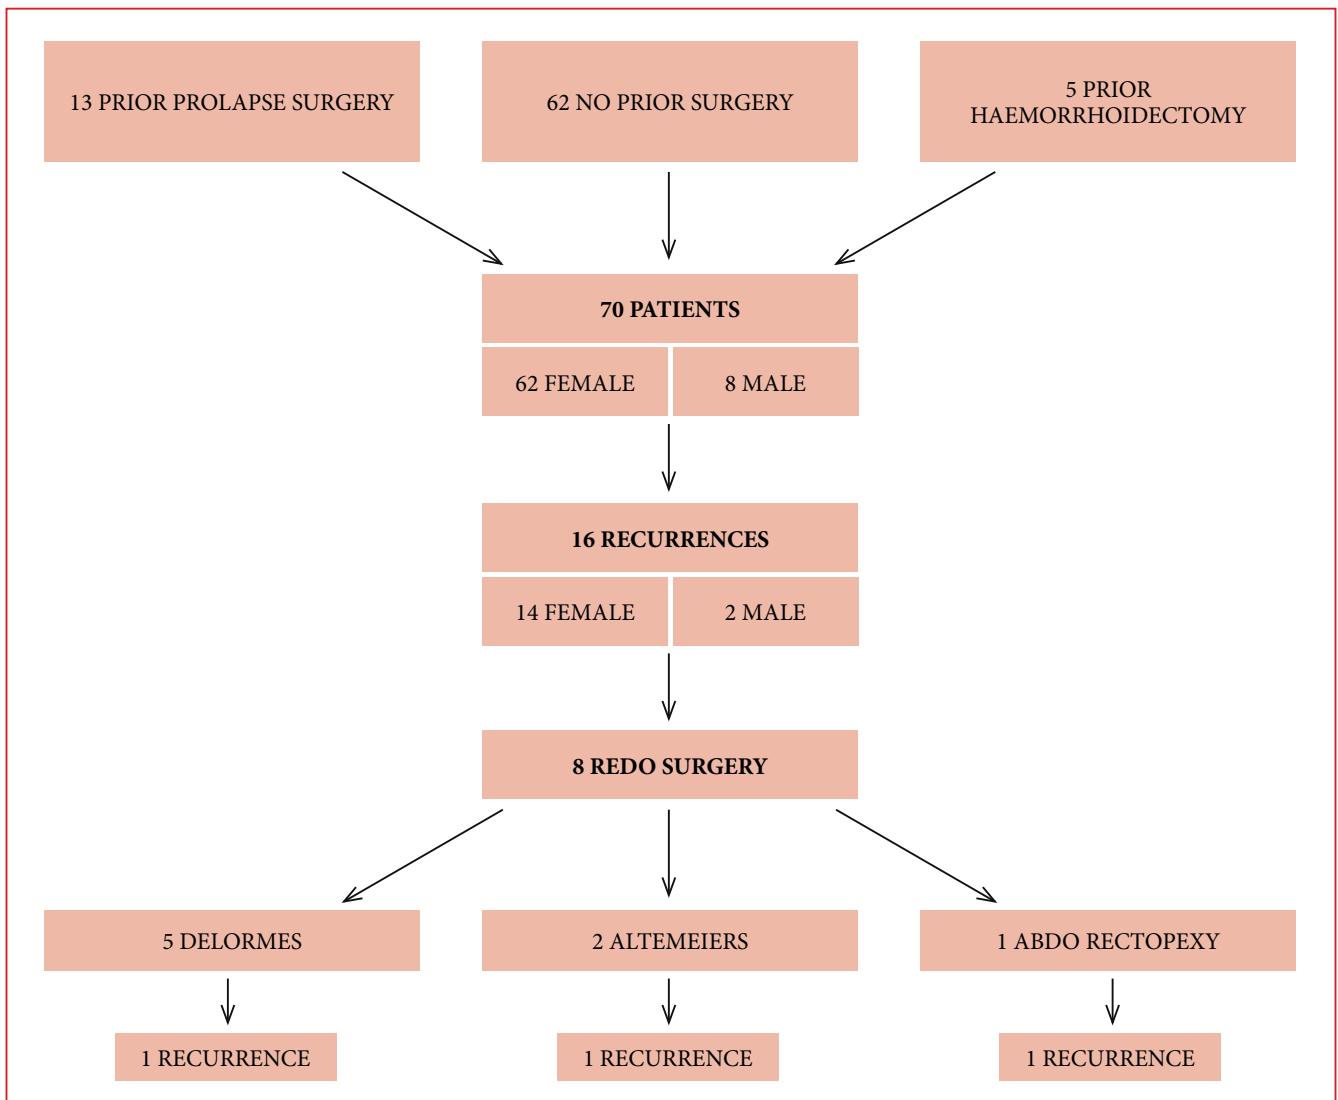 13 PRIOR PROLAPSE SURGERY
62 NO PRIOR SURGERY
5 PRIOR
HAEMORRHOIDECTOMY
70 PATIENTS
62 FEMALE
8 MALE
16 RECURRENCES
14 FEMALE
2 MALE
8 REDO SURGERY
5 DELORMES
2 ALTEMEIERS
1 ABDO RECTOPEXY
1 RECURRENCE
1 RECURRENCE
1 RECURRENCE